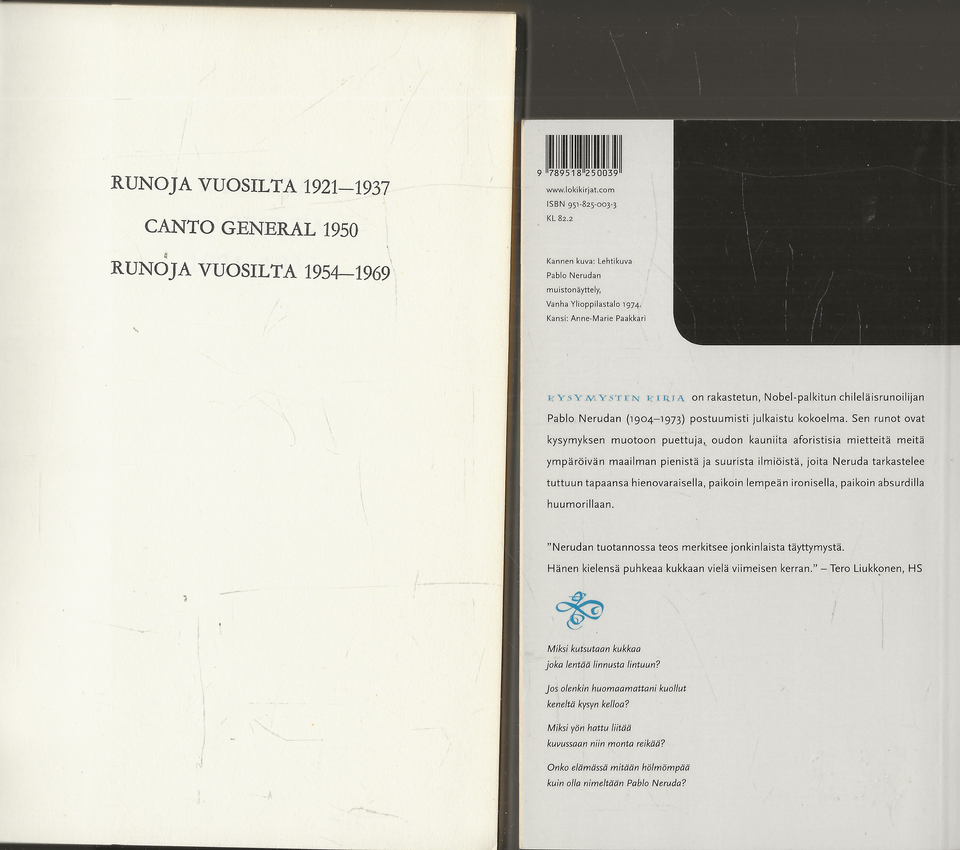 RUNOJA VUOSILTA 1921—1937
CANTO GENERAL 1950
RUNOJA VUOSILTA 1954—1969
9 789518 250039
www.lokikirjat.com
ISBN 951-825-003-3
KL 82.2
Kannen kuva: Lehtikuva
Pablo Nerudan
muistonäyttely,
Vanha Ylioppilastalo 1974.
Kansi: Anne-Marie Paakkari
KYSYMYSTEN KIRJA on rakastetun, Nobel-palkitun chileläisrunoilijan
Pablo Nerudan (1904–1973) postuumisti julkaistu kokoelma. Sen runot ovat
kysymyksen muotoon puettuja, oudon kauniita aforistisia mietteitä meitä
ympäröivän maailman pienistä ja suurista ilmiöistä, joita Neruda tarkastelee
tuttuun tapaansa hienovaraisella, paikoin lempeän ironisella, paikoin absurdilla
huumorillaan.
”Nerudan tuotannossa teos merkitsee jonkinlaista täyttymystä.
Hänen kielensä puhkeaa kukkaan vielä viimeisen kerran.” – Tero Liukkonen, HS
Miksi kutsutaan kukkaa
joka lentää linnusta lintuun?
Jos olenkin huomaamattani kuollut
keneltä kysyn kelloa?
Miksi yön hattu liitää
kuvussaan niin monta reikää?
Onko elämässä mitään hölmömpää
kuin olla nimeltään Pablo Neruda?